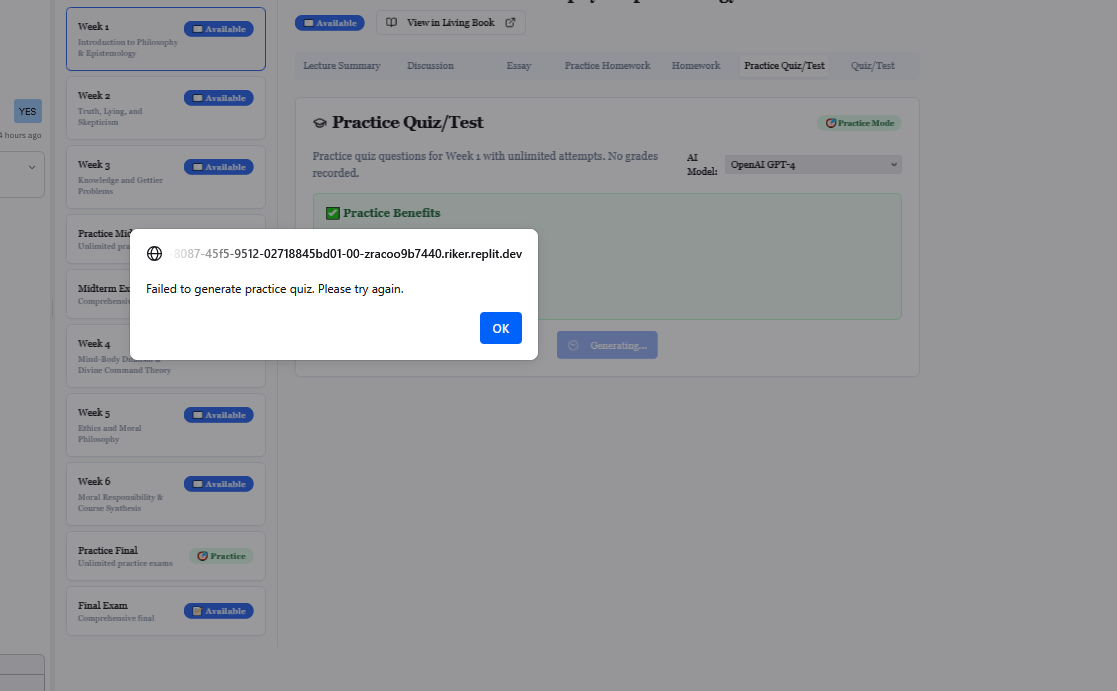 YES
4 hours ago
Week 1
Available
Introduction to Philosophy
& Epistemology
Week 2
Available
Truth, Lying, and
Skepticism
Week 3
Available
Knowledge and Gettier
Problems
Practice Mid
Unlimited pra
Midterm Ex
Comprehensiv
Week 4
Mind-Body Du
Divine Command Theory
Week 5
Available
Ethics and Moral
Philosophy
Week 6
Available
Moral Responsibility &
Course Synthesis
Practice Final
Practice
Unlimited practice exams
Final Exam
Available
Comprehensive final
Available
View in Living Book
Lecture Summary
Discussion
Essay
Practice Homework
Homework
Practice Quiz/Test
Quiz/Test
Practice Quiz/Test
Practice Mode
Practice quiz questions for Week 1 with unlimited attempts. No grades
recorded.
AI
Model:
OpenAI GPT-4
Practice Benefits
Generating...
8087-45f5-9512-02718845bd01-00-zracoo9b7440.riker.replit.dev
Failed to generate practice quiz. Please try again.
OK